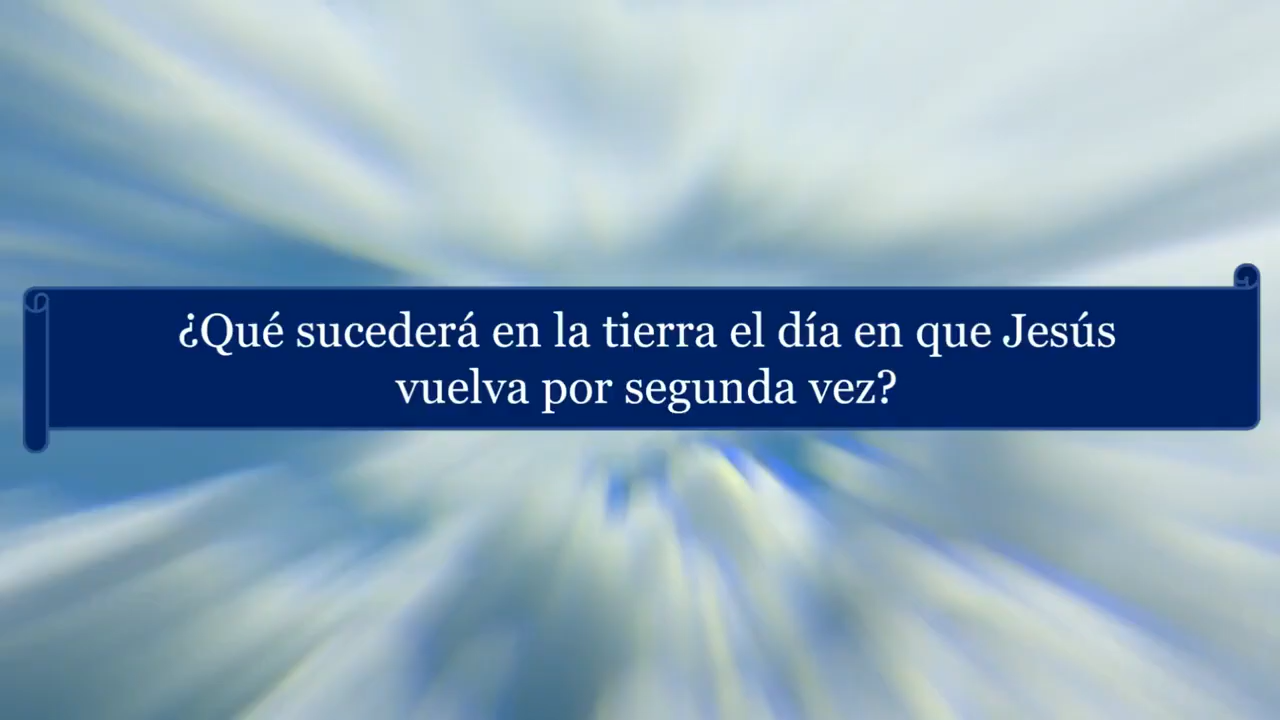 ¿Qué sucederá en la tierra el día en que Jesús
vuelva por segunda vez?